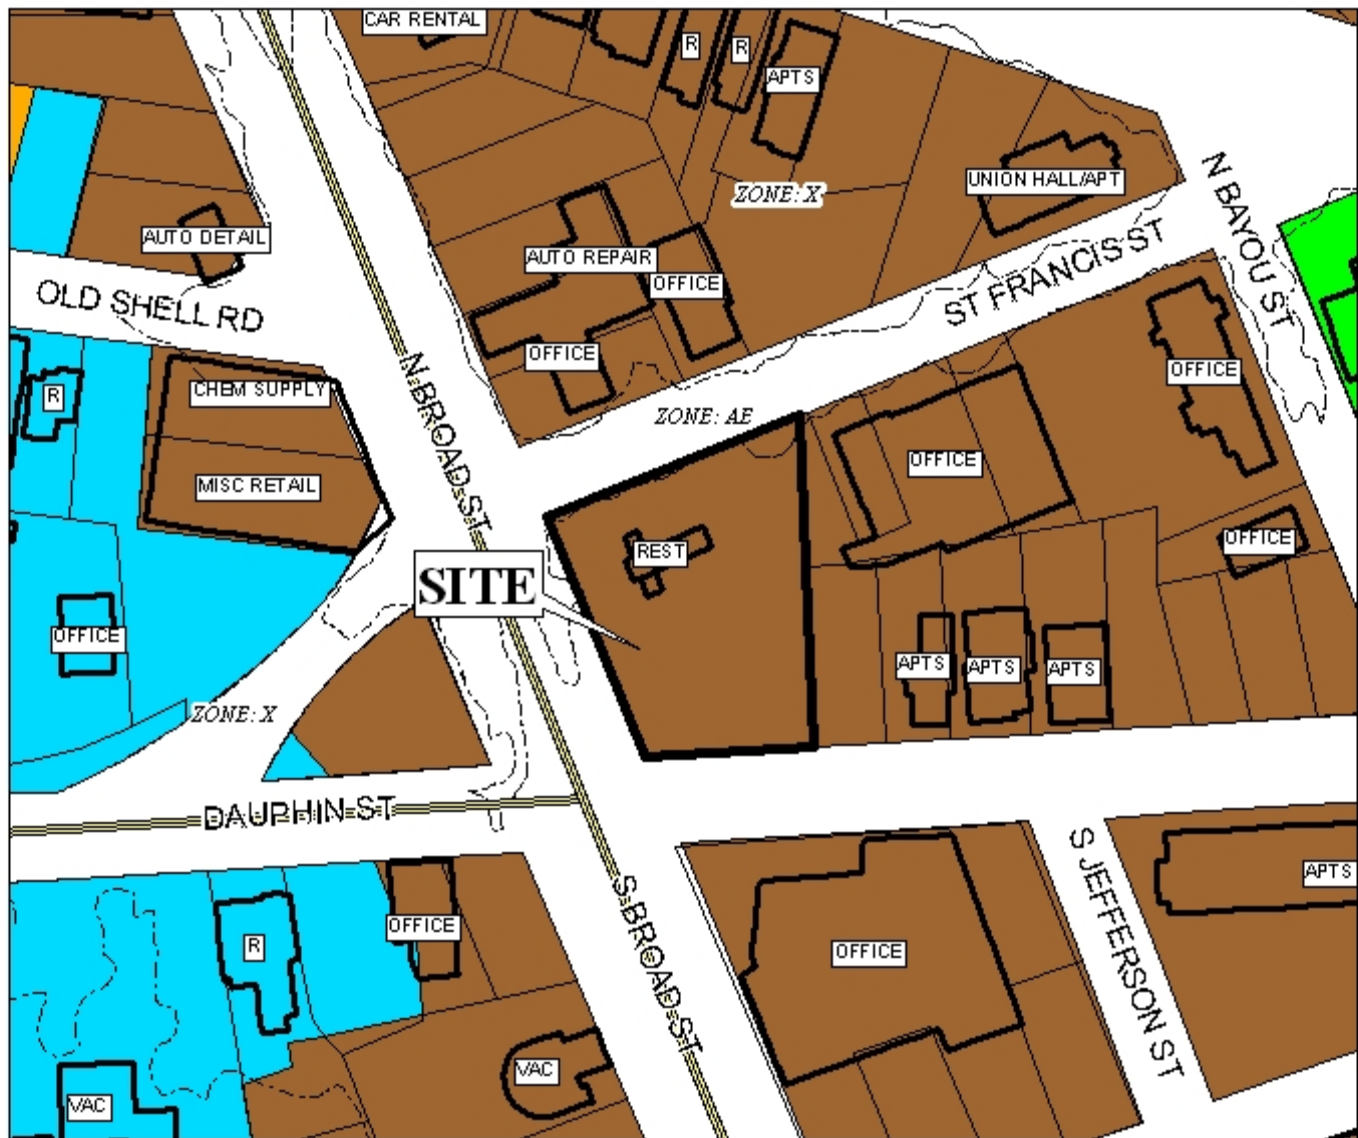 CAR RENTAL
R
R
APTS
UNION HALL/APT
ZONE: X
N BAYOU ST
AUTO DETAIL
AUTO REPAIR
OFFICE
ST FRANCIS ST
OLD SHELL RD
OFFICE
OFFICE
CHEM SUPPLY
R
N BROAD ST
ZONE: AE
OFFICE
MISC RETAIL
REST
OFFICE
SITE
OFFICE
APTS
APTS
APTS
ZONE: X
DAUPHIN ST
S JEFFERSON ST
APTS
OFFICE
R
S BROAD ST
OFFICE
VAC
VAC